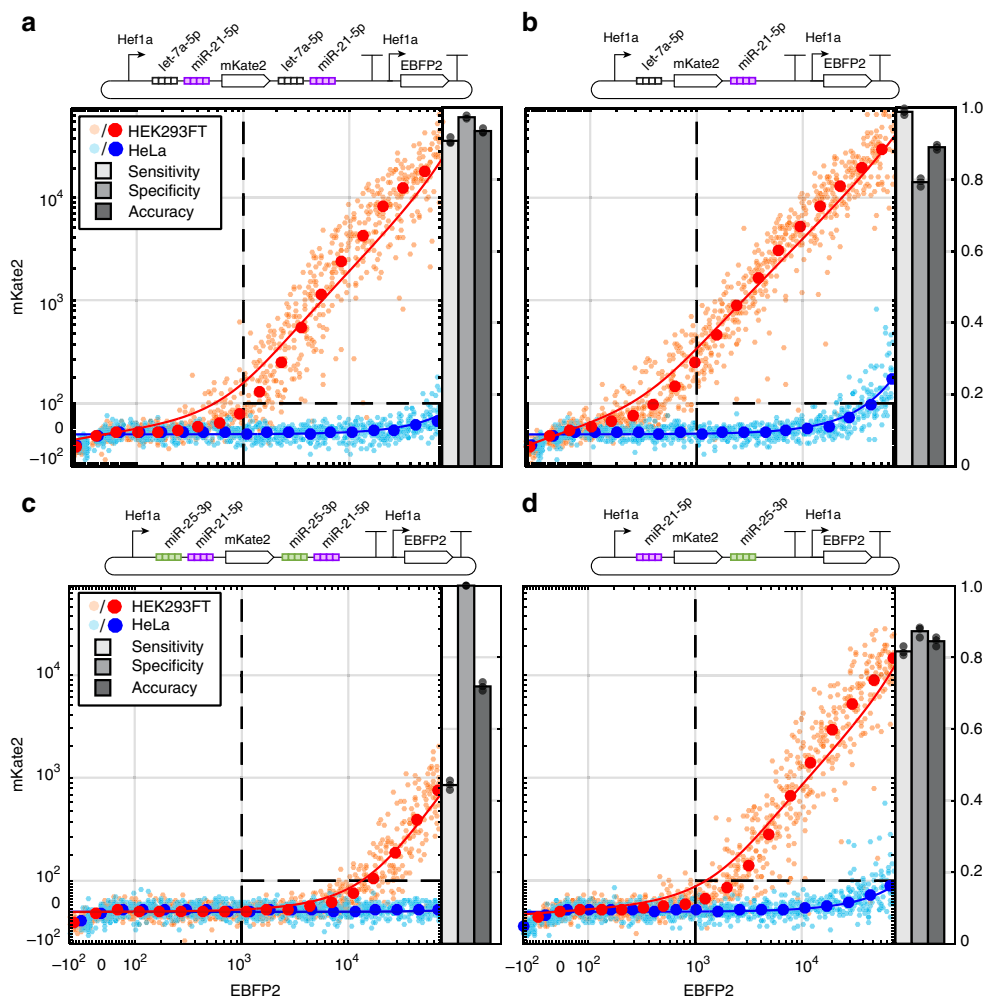 a
Hef1a
let-7a-5p
miR-21-5p
mKate2
let-7a-5p
miR-21-5p
Hef1a
EBFP2
HEK293FT
HeLa
Sensitivity
Specificity
Accuracy
mKate2
10^4
10^3
10^2
0
−10^2
b
Hef1a
let-7a-5p
mKate2
miR-21-5p
Hef1a
EBFP2
1.0
0.8
0.6
0.4
0.2
0
c
Hef1a
miR-25-3p
miR-21-5p
mKate2
miR-25-3p
miR-21-5p
Hef1a
EBFP2
HEK293FT
HeLa
Sensitivity
Specificity
Accuracy
mKate2
10^4
10^3
10^2
0
−10^2
−10^2 0 10^2 10^3 10^4
EBFP2
d
Hef1a
miR-21-5p
mKate2
miR-25-3p
Hef1a
EBFP2
1.0
0.8
0.6
0.4
0.2
0
−10^2 0 10^2 10^3 10^4
EBFP2